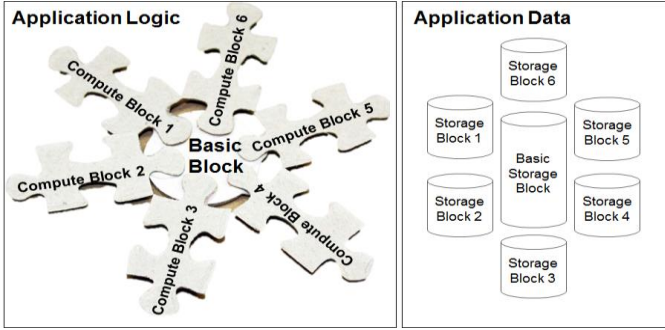 Application Logic
Compute Block 6
Compute Block 1
Compute Block 5
Basic
Block
Compute Block 2
Compute Block 4
Compute Block 3
Application Data
Storage
Block 6
Storage
Block 1
Storage
Block 5
Basic
Storage
Block
Storage
Block 2
Storage
Block 4
Storage
Block 3